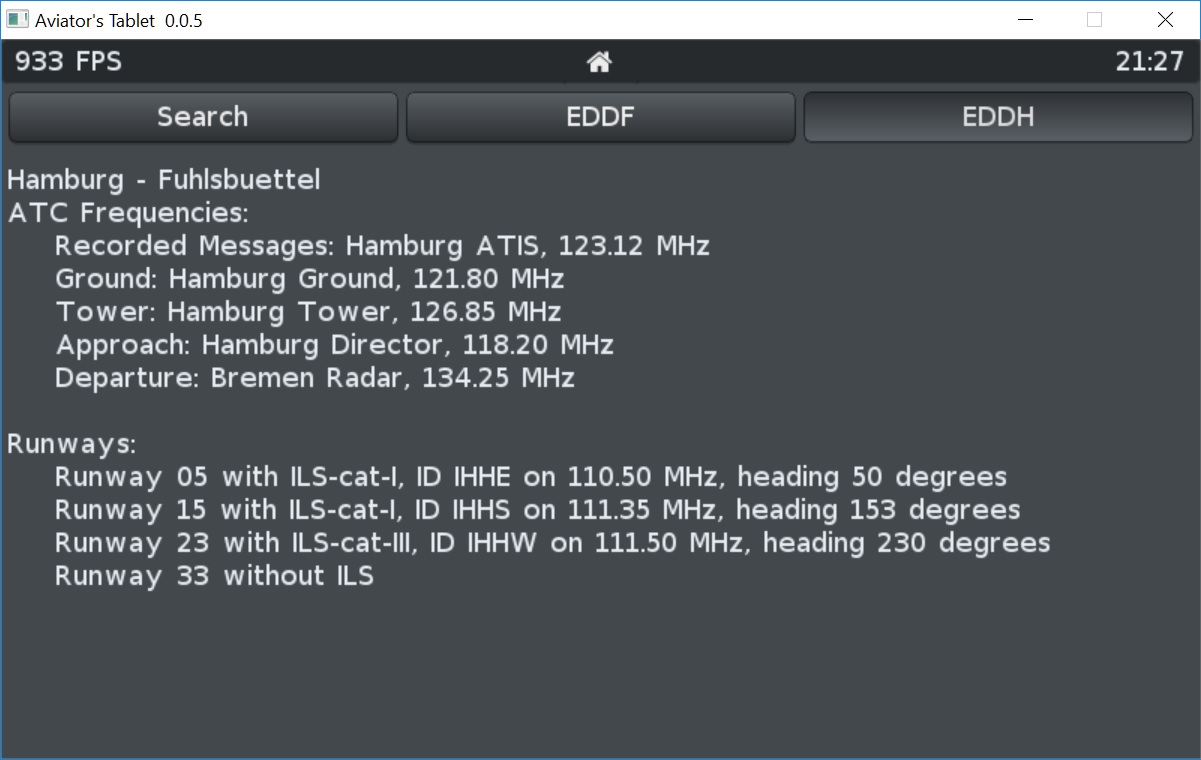 Aviator's Tablet 0.0.5
933 FPS 21:27
Search EDDF EDDH
Hamburg - Fuhlsbuettel
ATC Frequencies:
Recorded Messages: Hamburg ATIS, 123.12 MHz
Ground: Hamburg Ground, 121.80 MHz
Tower: Hamburg Tower, 126.85 MHz
Approach: Hamburg Director, 118.20 MHz
Departure: Bremen Radar, 134.25 MHz
Runways:
Runway 05 with ILS-cat-I, ID IHHE on 110.50 MHz, heading 50 degrees
Runway 15 with ILS-cat-I, ID IHHS on 111.35 MHz, heading 153 degrees
Runway 23 with ILS-cat-III, ID IHHW on 111.50 MHz, heading 230 degrees
Runway 33 without ILS